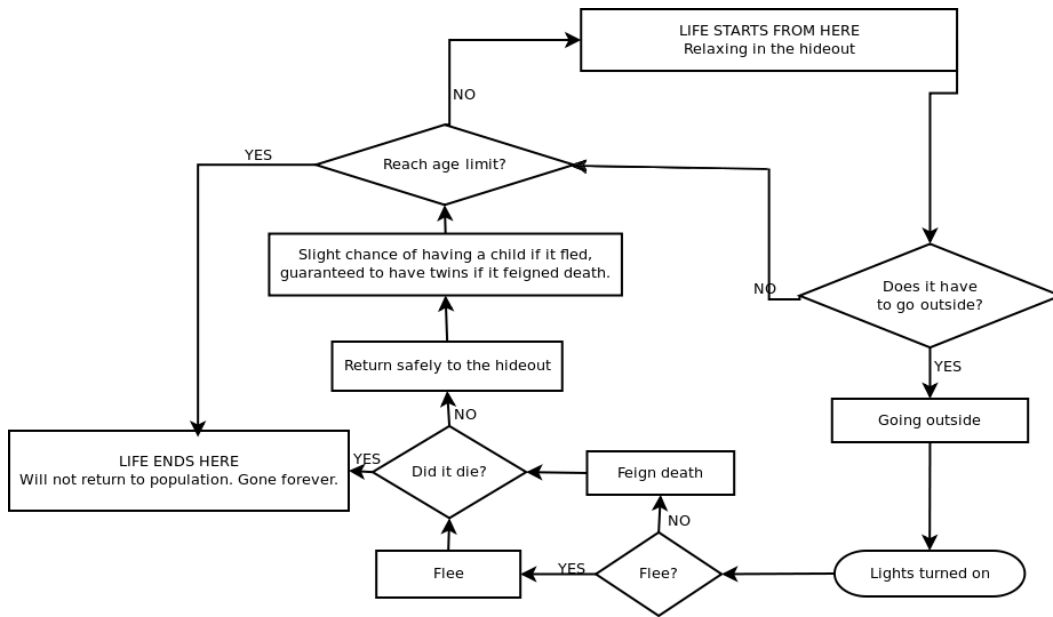 LIFE STARTS FROM HERE
Relaxing in the hideout
NO
YES
Reach age limit?
Slight chance of having a child if it fled,
guaranteed to have twins if it feigned death.
Does it have
to go outside?
NO
YES
Return safely to the hideout
Going outside
NO
LIFE ENDS HERE
Will not return to population. Gone forever.
YES
Did it die?
Feign death
NO
Flee
YES
Flee?
Lights turned on